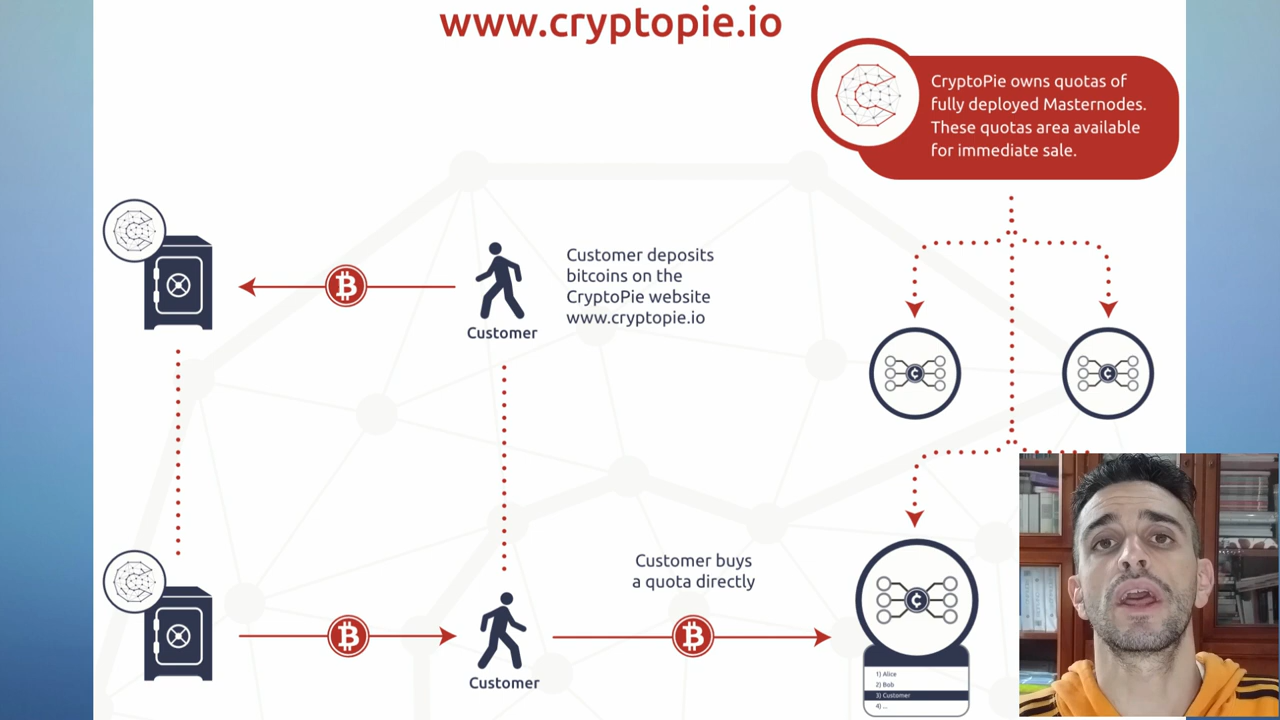 www.cryptopie.io
CryptoPie owns quotas of
fully deployed Masternodes.
These quotas area available
for immediate sale.
Customer deposits
bitcoins on the
CryptoPie website
www.cryptopie.io
Customer
Customer buys
a quota directly
Customer
1) Alice
2) Bob
3) Customer
4) ...